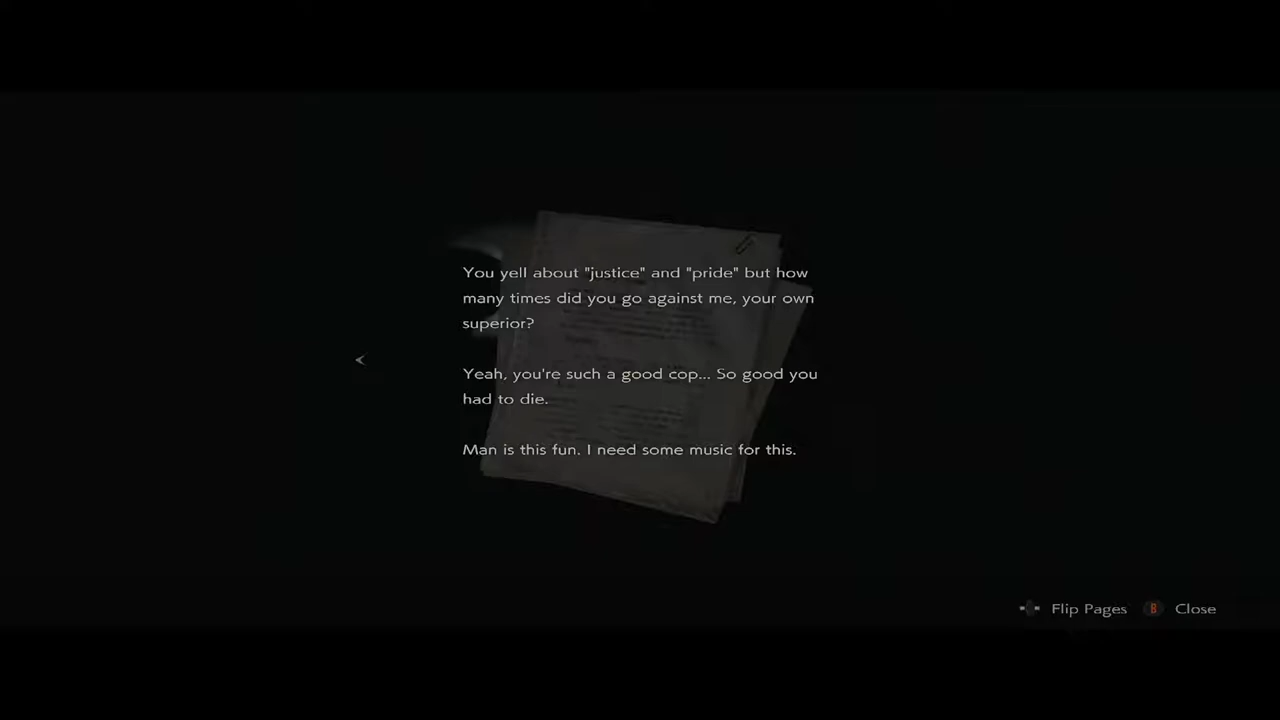 You yell about "justice" and "pride" but how
many times did you go against me, your own
superior?
Yeah, you're such a good cop... So good you
had to die.
Man is this fun. I need some music for this.
Flip Pages B Close